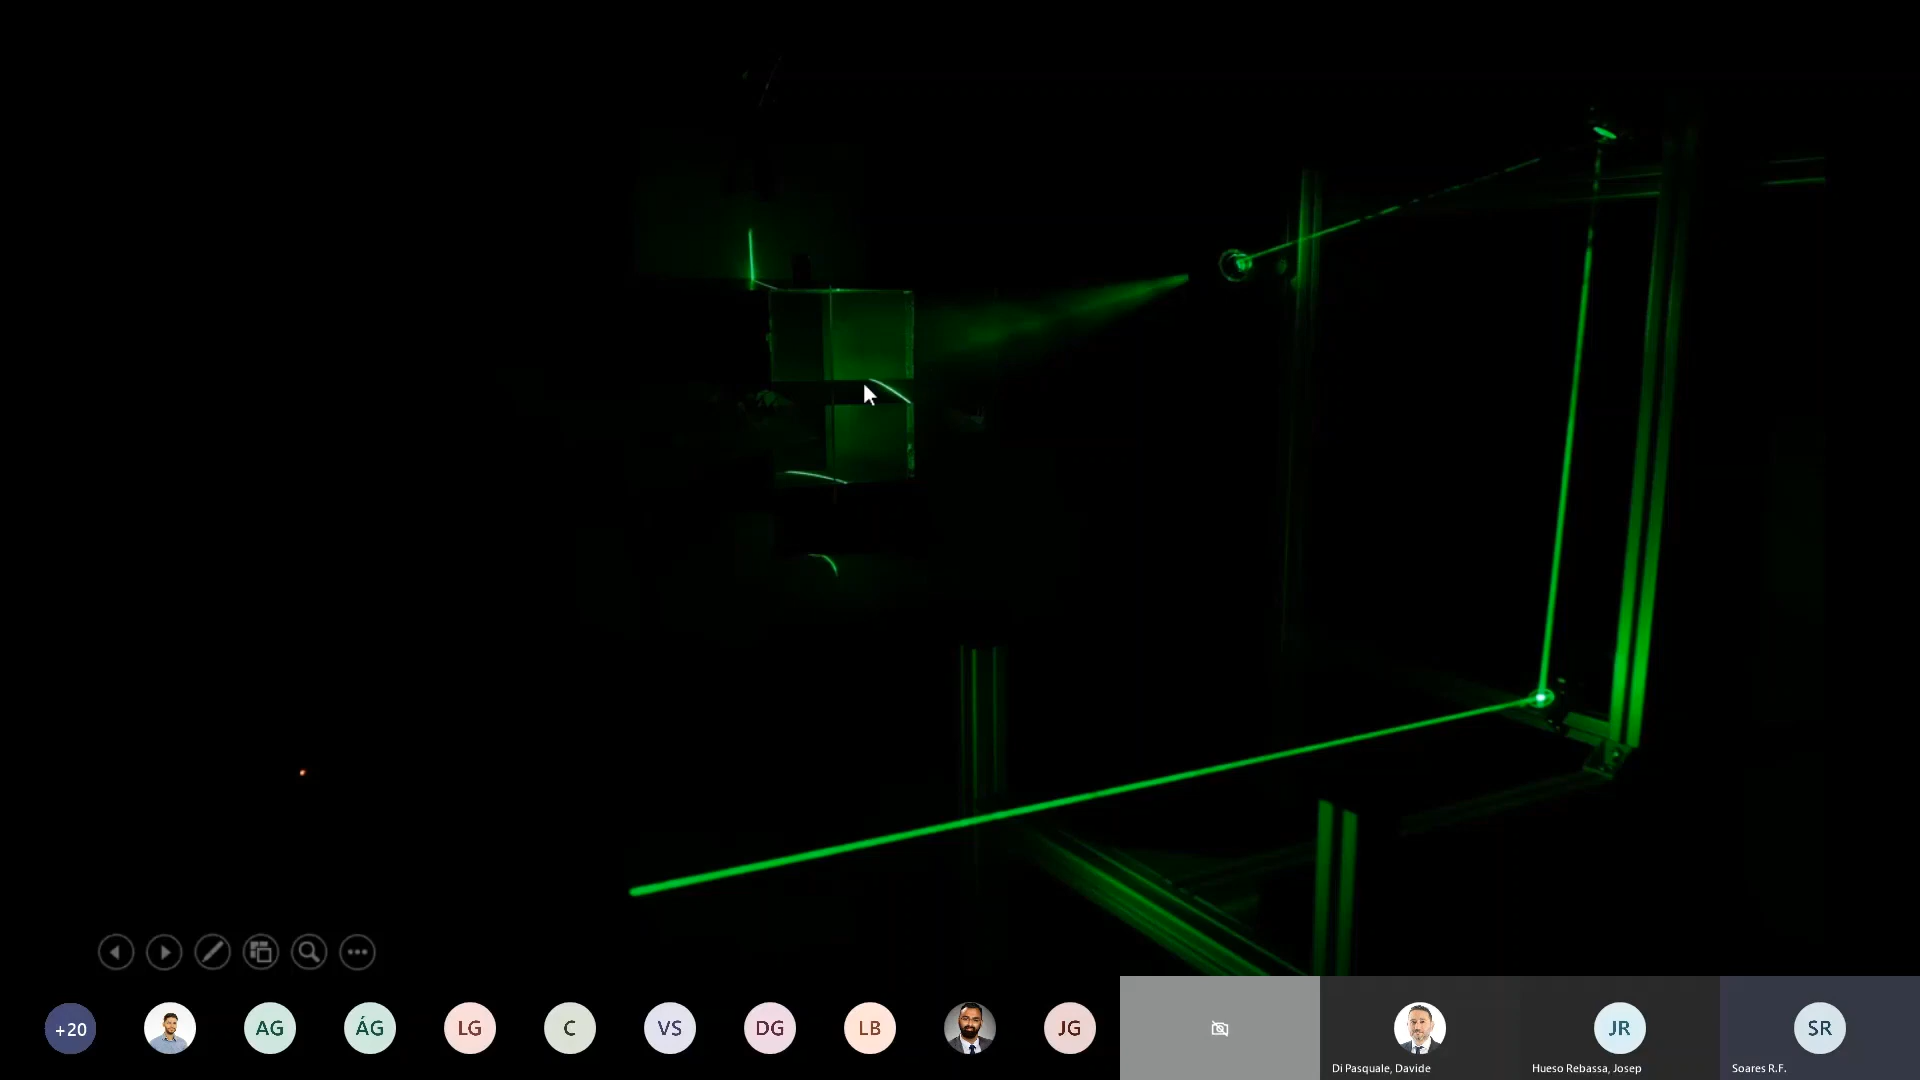 +20
AG
ÁG
LG
C
VS
DG
LB
JG
JR
SR
Di Pasquale, Davide
Hueso Rebassa, Josep
Soares R.F.